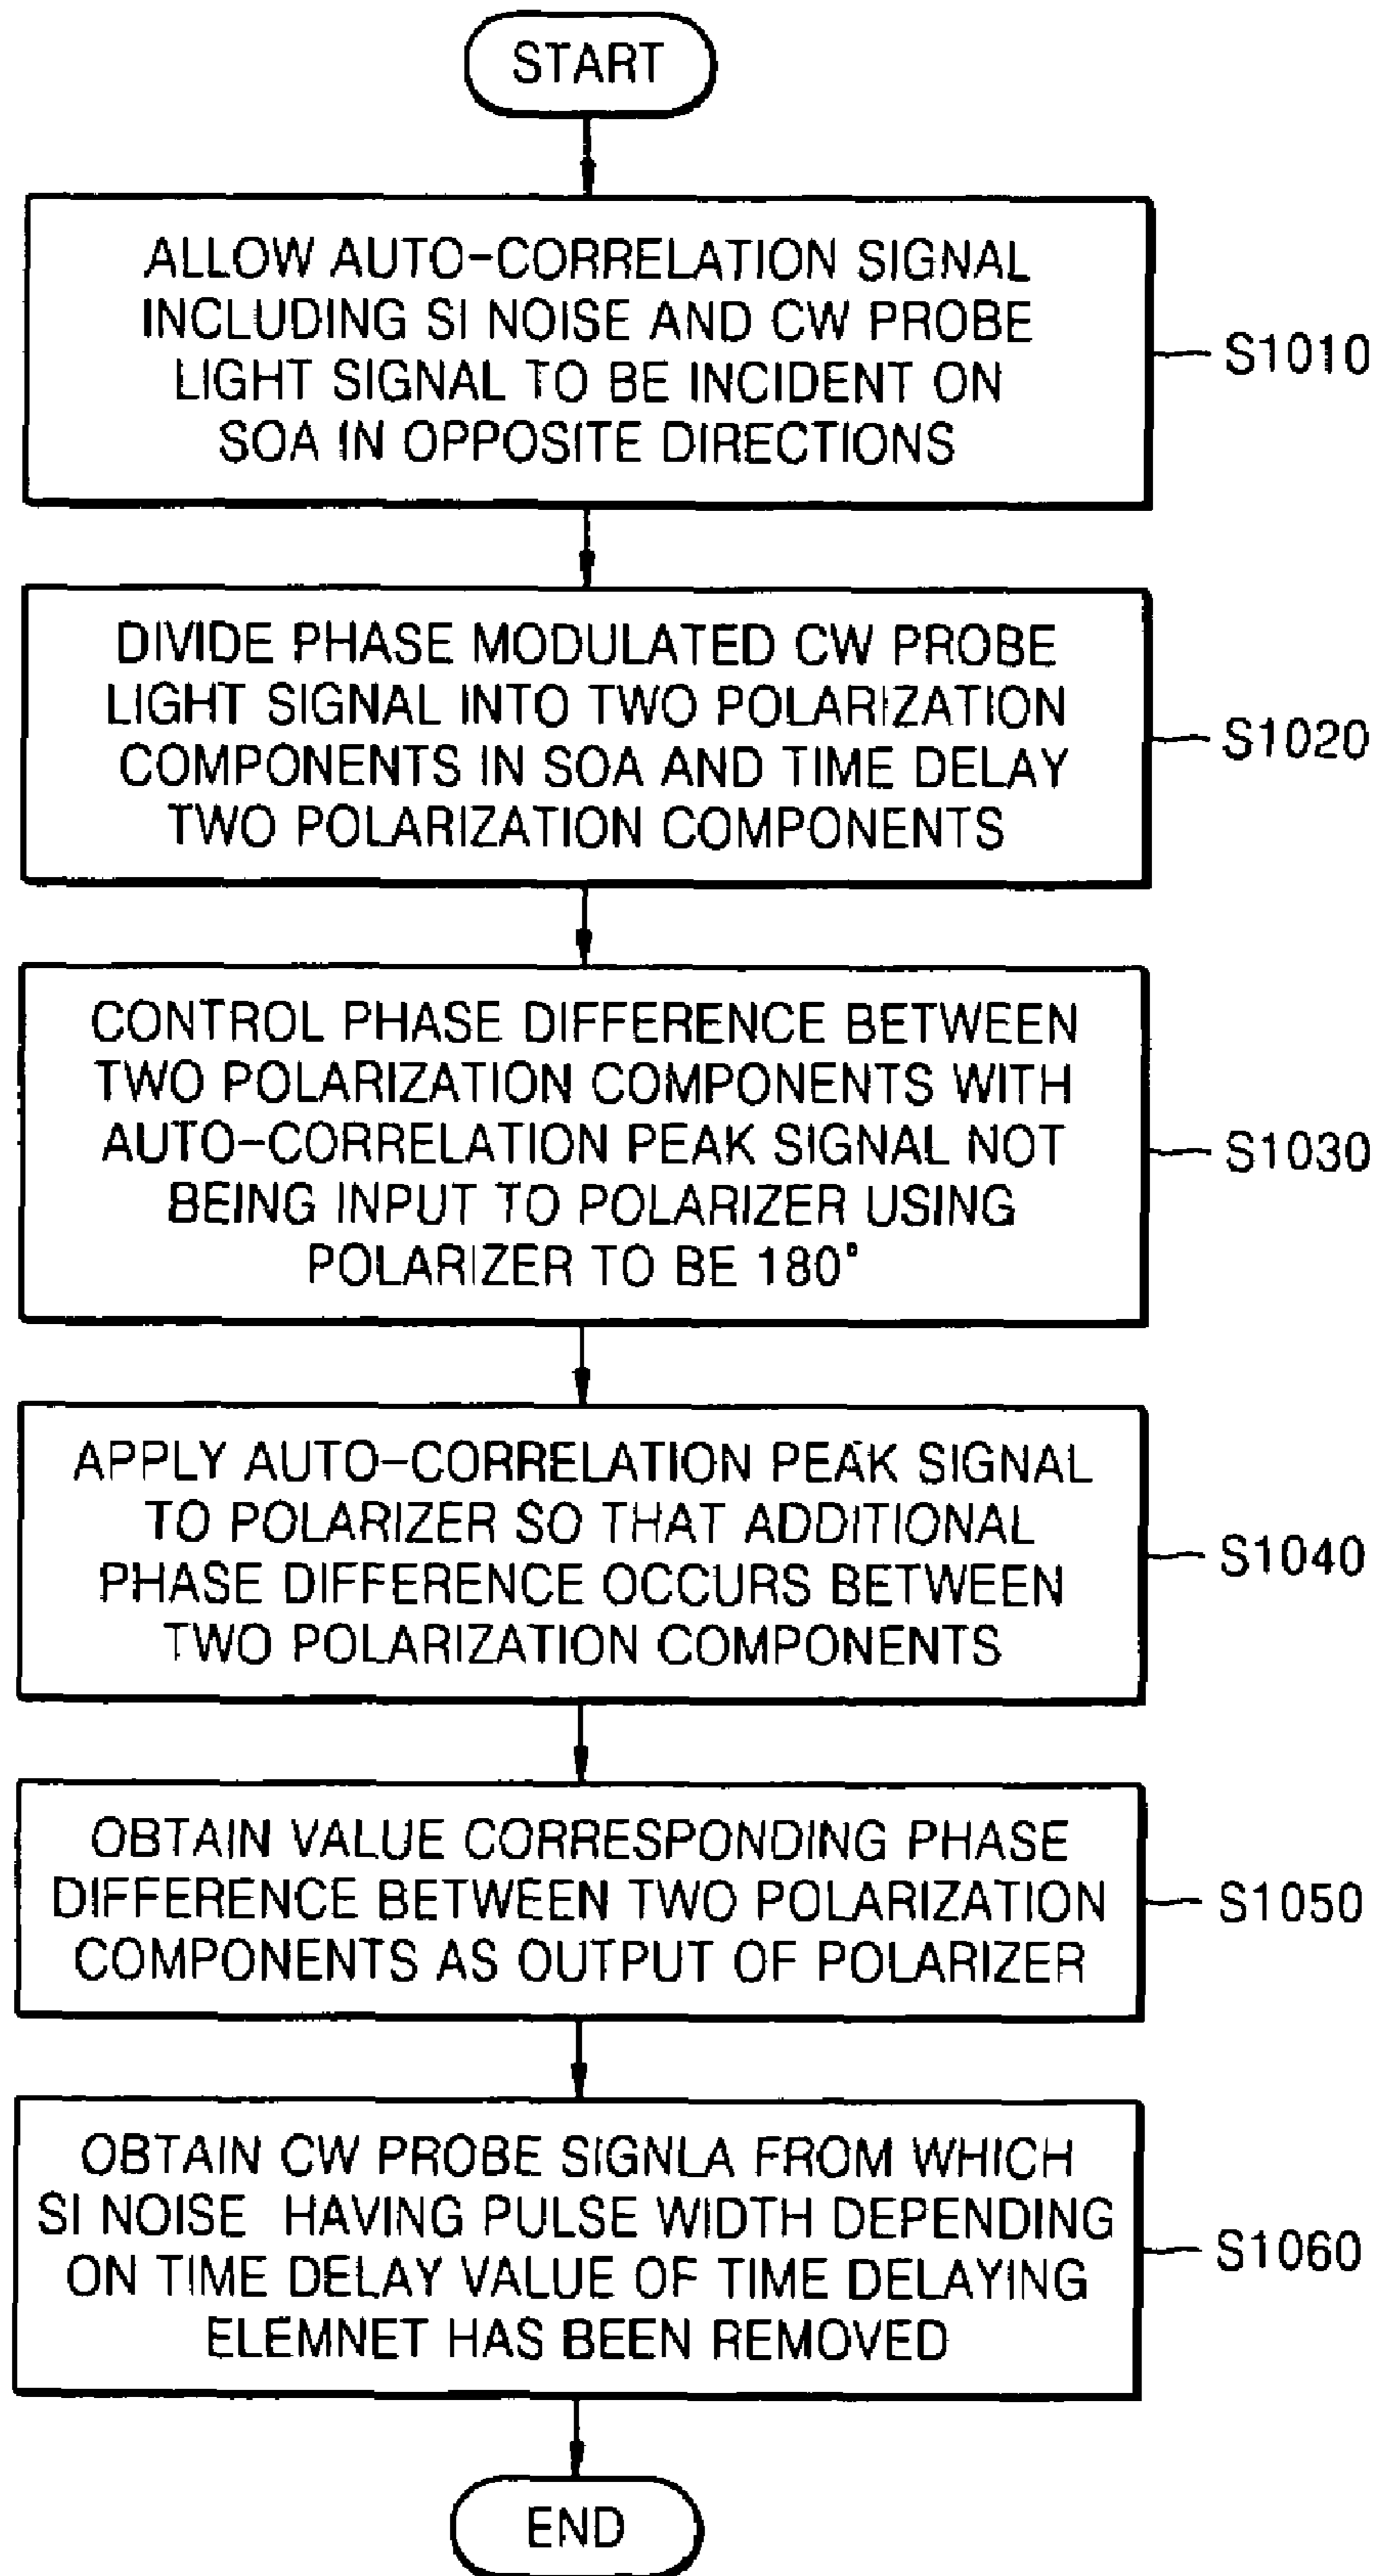 START
ALLOW AUTO-CORRELATION SIGNAL
INCLUDING SI NOISE AND CW PROBE
LIGHT SIGNAL TO BE INCIDENT ON
SOA IN OPPOSITE DIRECTIONS
S1010
DIVIDE PHASE MODULATED CW PROBE
LIGHT SIGNAL INTO TWO POLARIZATION
COMPONENTS IN SOA AND TIME DELAY
TWO POLARIZATION COMPONENTS
S1020
CONTROL PHASE DIFFERENCE BETWEEN
TWO POLARIZATION COMPONENTS WITH
AUTO-CORRELATION PEAK SIGNAL NOT
BEING INPUT TO POLARIZER USING
POLARIZER TO BE 180°
S1030
APPLY AUTO-CORRELATION PEAK SIGNAL
TO POLARIZER SO THAT ADDITIONAL
PHASE DIFFERENCE OCCURS BETWEEN
TWO POLARIZATION COMPONENTS
S1040
OBTAIN VALUE CORRESPONDING PHASE
DIFFERENCE BETWEEN TWO POLARIZATION
COMPONENTS AS OUTPUT OF POLARIZER
S1050
OBTAIN CW PROBE SIGNLA FROM WHICH
SI NOISE HAVING PULSE WIDTH DEPENDING
ON TIME DELAY VALUE OF TIME DELAYING
ELEMNET HAS BEEN REMOVED
S1060
END